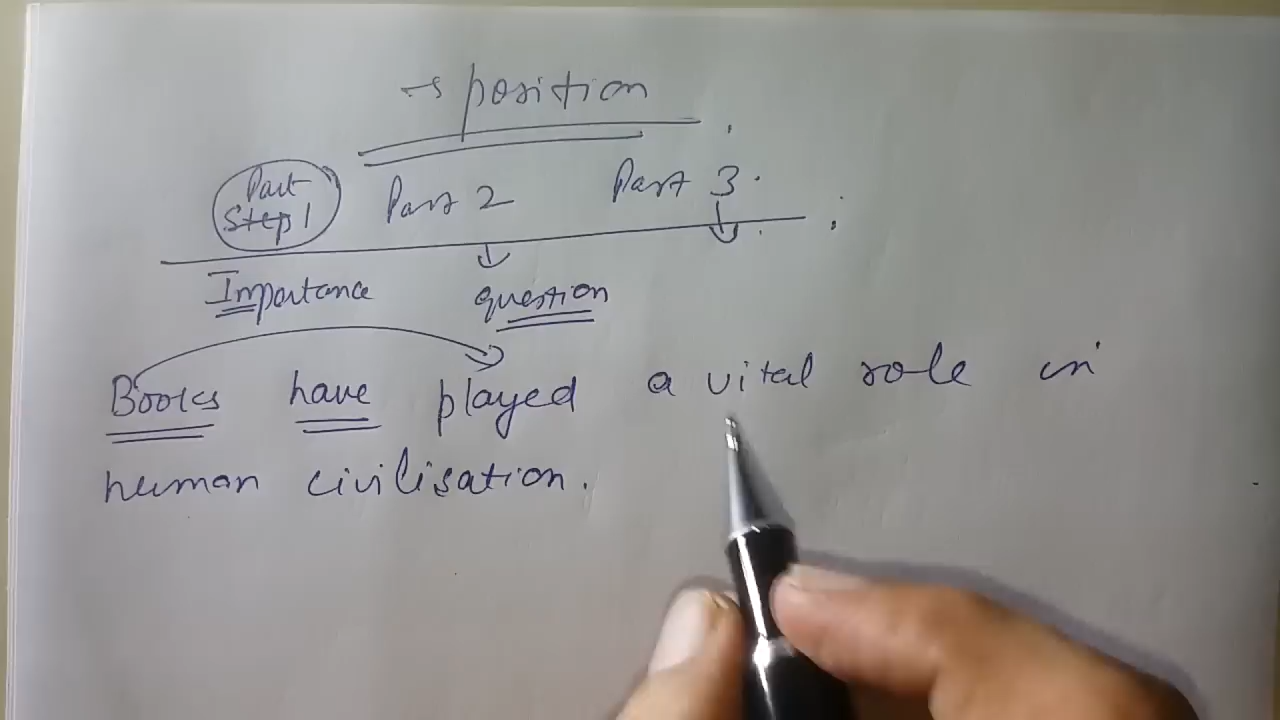 → position
Part Step 1 Part 2 Part 3.
Importance question
Books have played a vital role in
human civilisation.